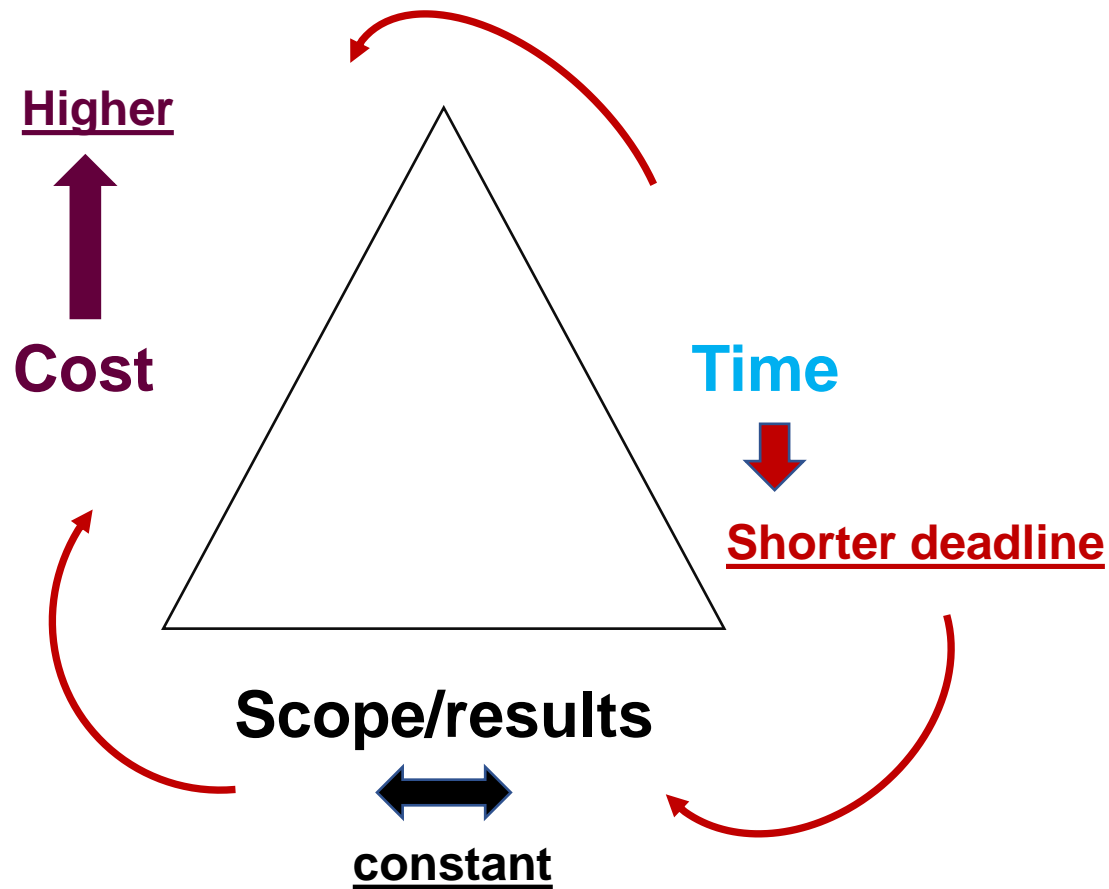 Higher
Cost
Time
Shorter deadline
Scope/results
constant